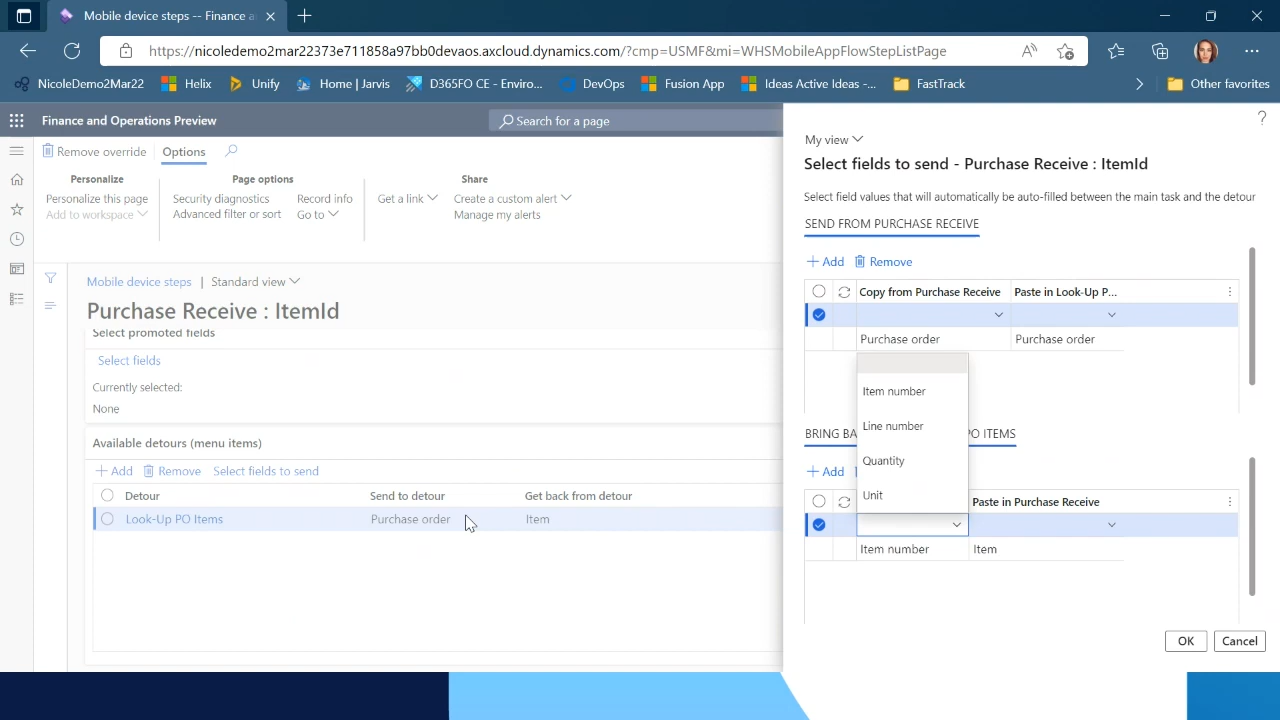 Mobile device steps -- Finance a
https://nicoledemo2mar22373e711858a97bb0devaos.axcloud.dynamics.com/?cmp=USMF&mi=WHSMobileAppFlowStepListPage
NicoleDemo2Mar22 Helix Unify Home | Jarvis D365FO CE - Enviro... DevOps Fusion App Ideas Active Ideas -... FastTrack Other favorites
Finance and Operations Preview
Search for a page
Remove override Options
Personalize Page options Share
Personalize this page Security diagnostics Record info Get a link Create a custom alert
Add to workspace Advanced filter or sort Go to Manage my alerts
Mobile device steps | Standard view
Purchase Receive : ItemId
Select promoted fields
Select fields
Currently selected:
None
Available detours (menu items)
+ Add Remove Select fields to send
Detour Send to detour Get back from detour
Look-Up PO Items Purchase order Item
?
My view
Select fields to send - Purchase Receive : ItemId
Select field values that will automatically be auto-filled between the main task and the detour
SEND FROM PURCHASE RECEIVE
+ Add Remove
Copy from Purchase Receive Paste in Look-Up P...
Purchase order Purchase order
Item number
Line number
Quantity
Unit
BRING BA PO ITEMS
+ Add
Paste in Purchase Receive
Item number Item
OK Cancel